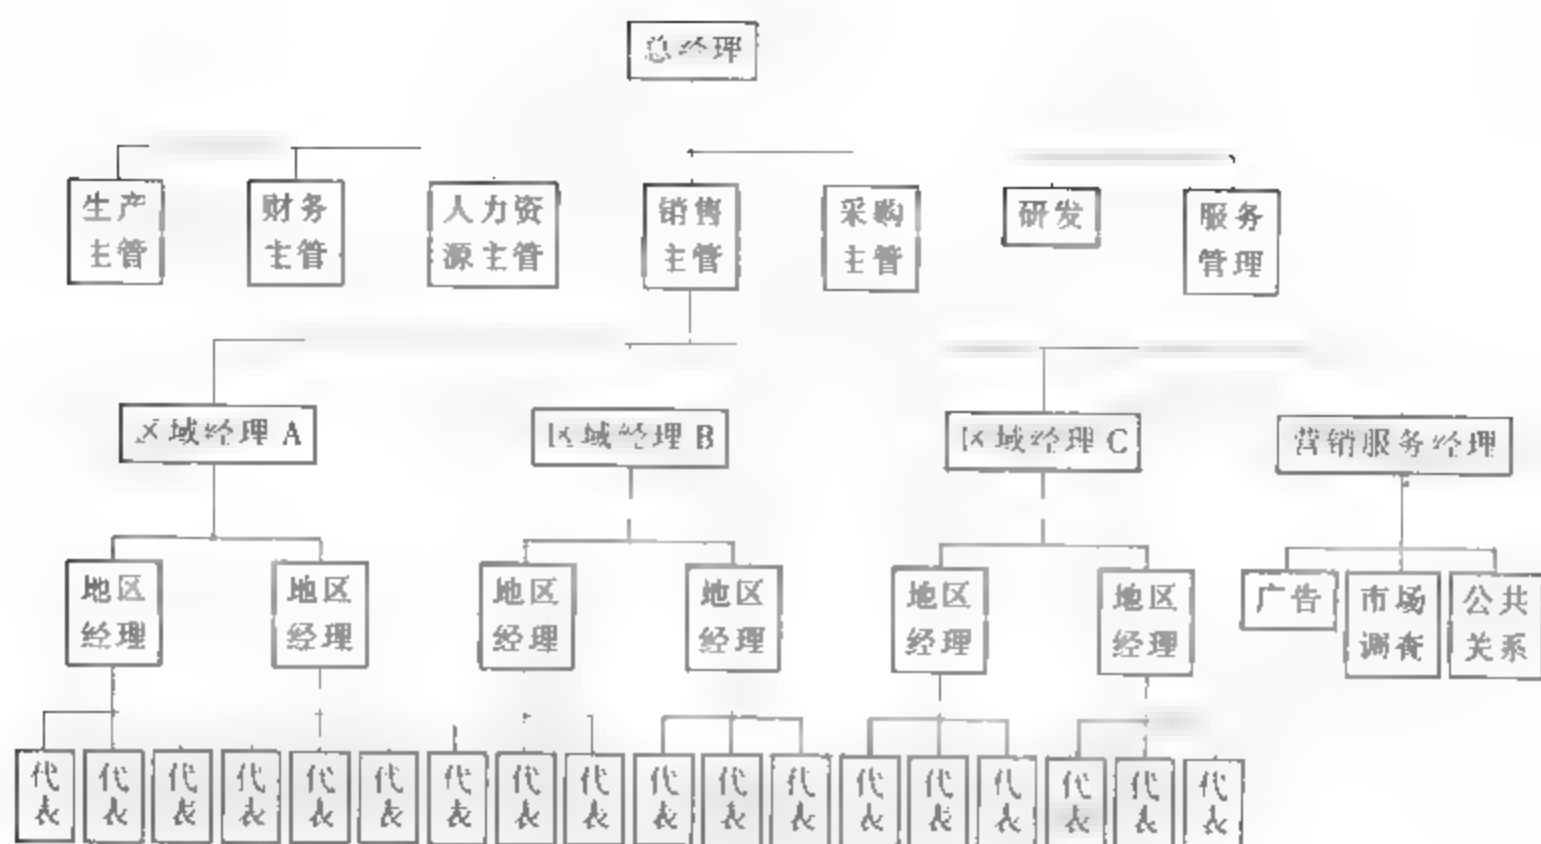 总经理
生产
主管
财务
主管
人力资
源主管
销售
主管
采购
主管
研发
服务
管理
区域经理 A
区域经理 B
区域经理 C
营销服务经理
地区
经理
地区
经理
地区
经理
地区
经理
地区
经理
地区
经理
广告
市场
调查
公共
关系
代
表
代
表
代
表
代
表
代
表
代
表
代
表
代
表
代
表
代
表
代
表
代
表
代
表
代
表
代
表
代
表
代
表
代
表